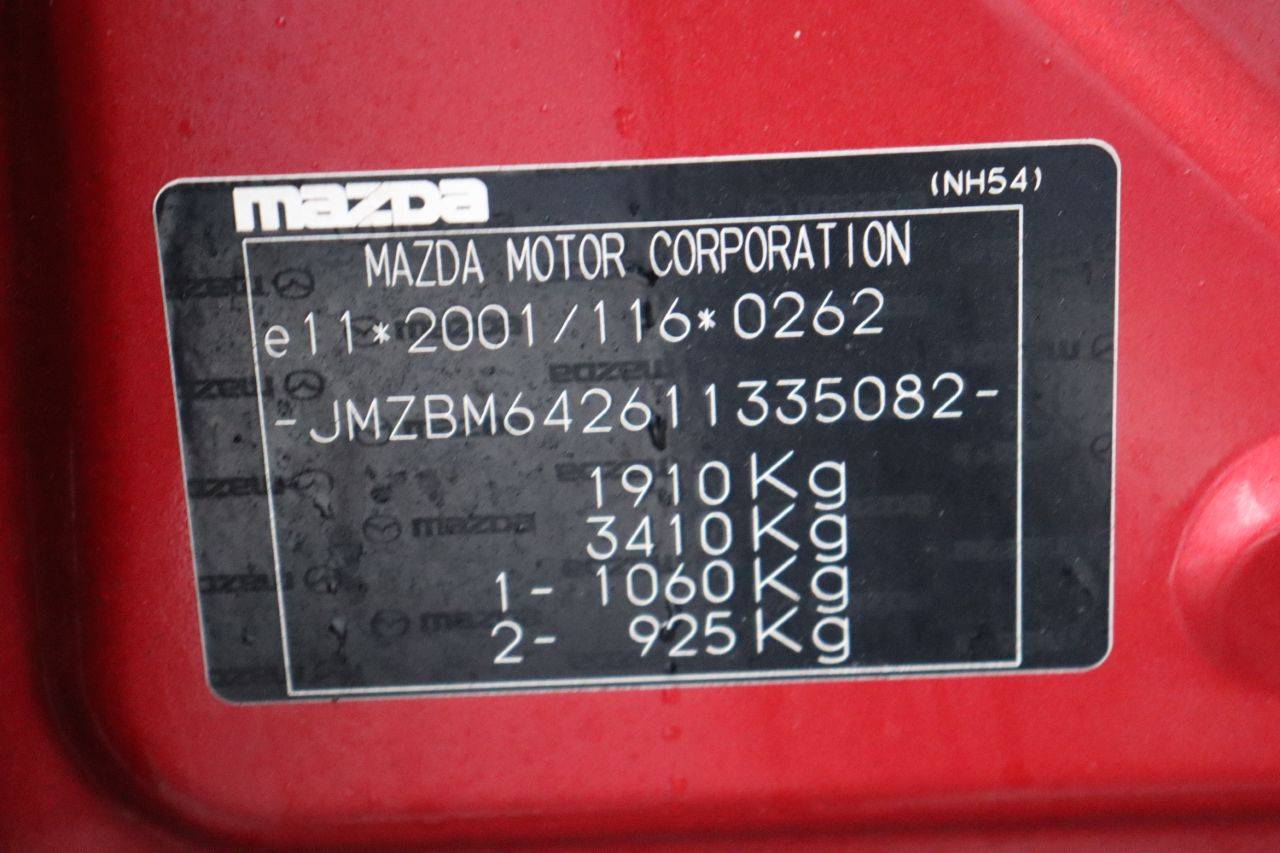 mazda
(NH54)
MAZDA MOTOR CORPORATION
e11*2001/116*0262
-JMZBM642611335082-
1910Kg
3410Kg
1- 1060Kg
2- 925Kg